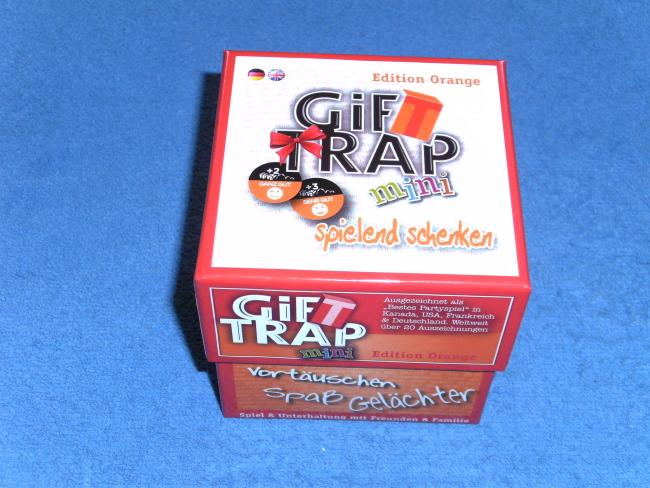 Edition Orange
GiFT
TRAP
mini
+2
GANZ GUT
+3
SEHR GUT
spielend schenken
GiFT
TRAP
mini
Ausgezeichnet als
„Bestes Partyspiel" in
Kanada, USA, Frankreich
& Deutschland. Weltweit
über 20 Auszeichnungen
Edition Orange
Vortäuschen
Spaß Gelächter
Spiel & Unterhaltung mit Freunden & Familie